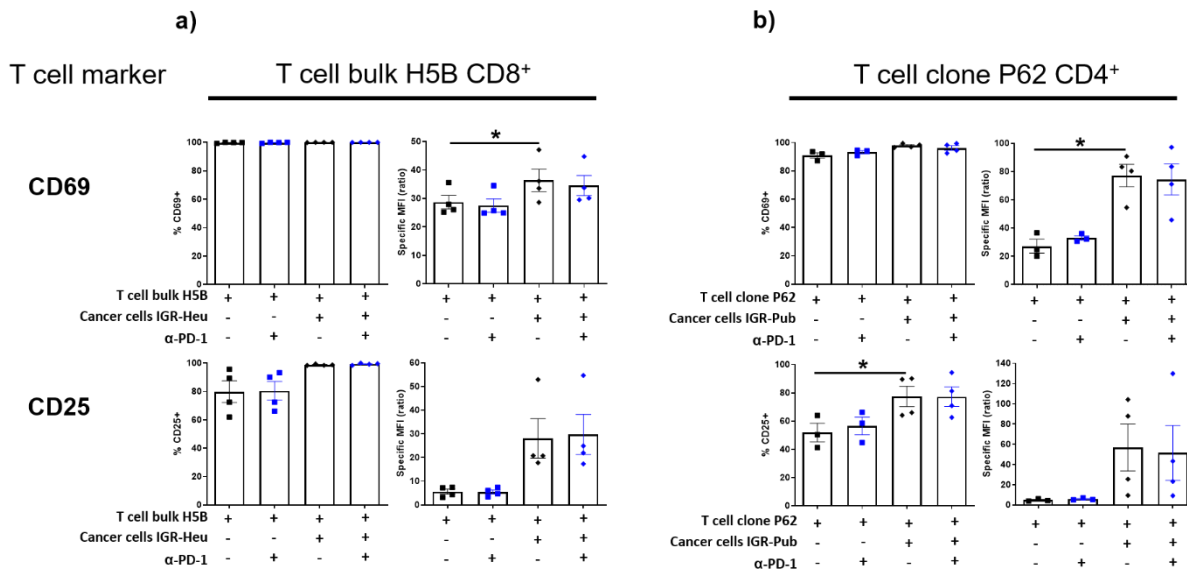 a)
b)
T cell marker
T cell bulk H5B CD8+
T cell clone P62 CD4+
CD69
% CD69+
100
80
60
40
20
0
Specific MFI (ratio)
50
40
30
20
10
0
*
T cell bulk H5B + + + +
Cancer cells IGR-Heu - - + +
α-PD-1 - + - +
+ + + +
- - + +
- + - +
% CD69+
100
80
60
40
20
0
Specific MFI (ratio)
100
80
60
40
20
0
*
T cell clone P62 + + + +
Cancer cells IGR-Pub - - + +
α-PD-1 - + - +
+ + + +
- - + +
- + - +
CD25
% CD25+
100
80
60
40
20
0
Specific MFI (ratio)
60
40
20
0
T cell bulk H5B + + + +
Cancer cells IGR-Heu - - + +
α-PD-1 - + - +
+ + + +
- - + +
- + - +
% CD25+
100
80
60
40
20
0
*
Specific MFI (ratio)
140
120
100
80
60
40
20
0
T cell clone P62 + + + +
Cancer cells IGR-Pub - - + +
α-PD-1 - + - +
+ + + +
- - + +
- + - +